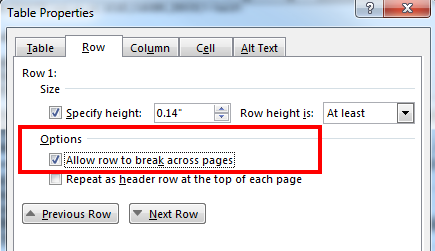 Table Properties
?
Table Row Column Cell Alt Text
Row 1:
Size
Specify height: 0.14" Row height is: At least
Options
Allow row to break across pages
Repeat as header row at the top of each page
Previous Row Next Row